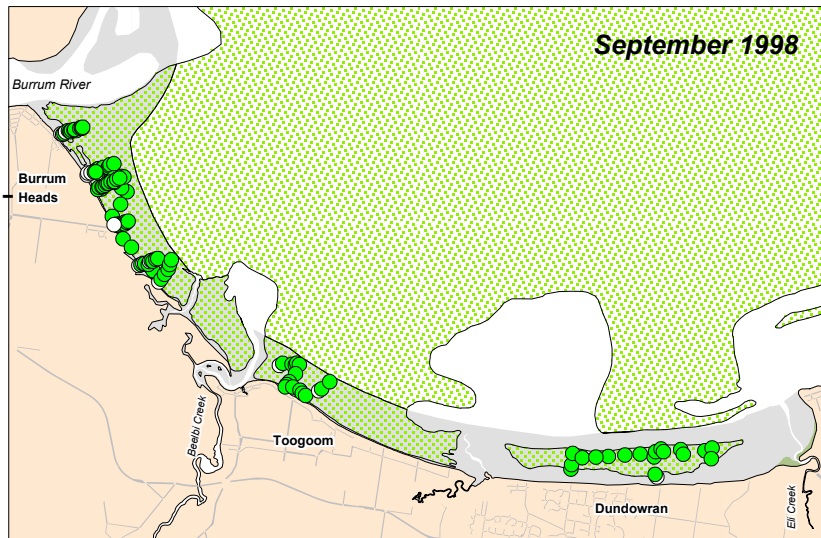 September 1998
Burrum River
Burrum
Heads
Beelbi Creek
Toogoom
Dundowran
Eli Creek